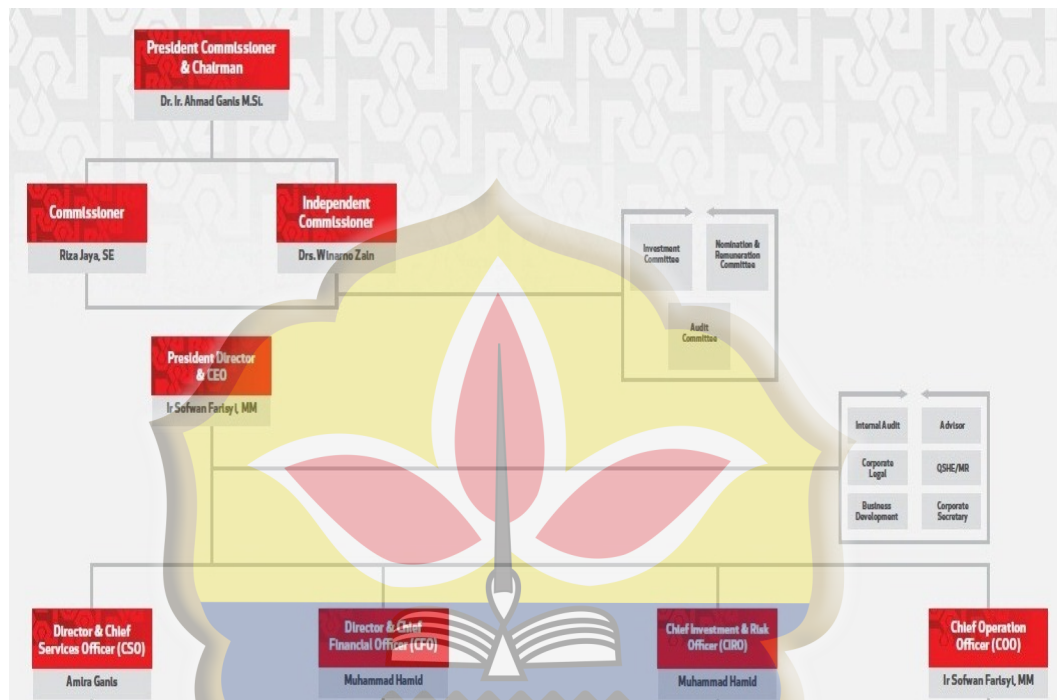 President Commissioner
& Chairman
Dr. Ir. Ahmad Ganis M.Si.
Commissioner
Riza Jaya, SE
Independent
Commissioner
Drs. Winarno Zain
Investment
Committee
Nomination &
Remuneration
Committee
Audit
Committee
President Director
& CEO
Ir Sofwan Farisyi, MM
Internal Audit
Advisor
Corporate
Legal
QSHE/MR
Business
Development
Corporate
Secretary
Director & Chief
Services Officer (CSO)
Amira Ganis
Director & Chief
Financial Officer (CFO)
Muhammad Hamid
Chief Investment & Risk
Officer (CIRO)
Muhammad Hamid
Chief Operation
Officer (COO)
Ir Sofwan Farisyi, MM